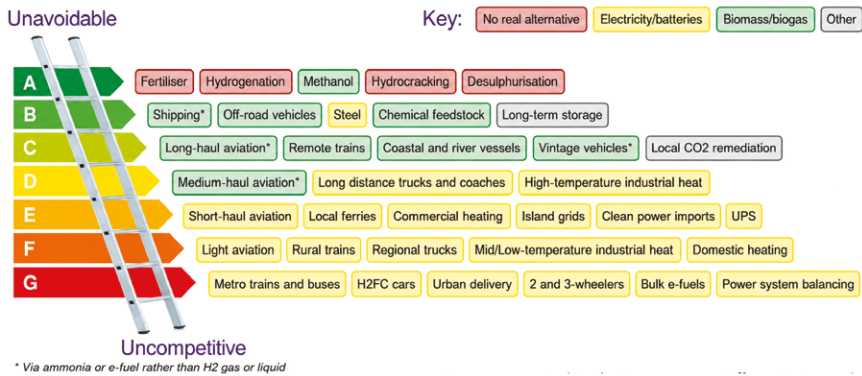 Unavoidable
Key: No real alternative Electricity/batteries Biomass/biogas Other
A Fertiliser Hydrogenation Methanol Hydrocracking Desulphurisation
B Shipping* Off-road vehicles Steel Chemical feedstock Long-term storage
C Long-haul aviation* Remote trains Coastal and river vessels Vintage vehicles* Local CO2 remediation
D Medium-haul aviation* Long distance trucks and coaches High-temperature industrial heat
E Short-haul aviation Local ferries Commercial heating Island grids Clean power imports UPS
F Light aviation Rural trains Regional trucks Mid/Low-temperature industrial heat Domestic heating
G Metro trains and buses H2FC cars Urban delivery 2 and 3-wheelers Bulk e-fuels Power system balancing
Uncompetitive
* Via ammonia or e-fuel rather than H2 gas or liquid